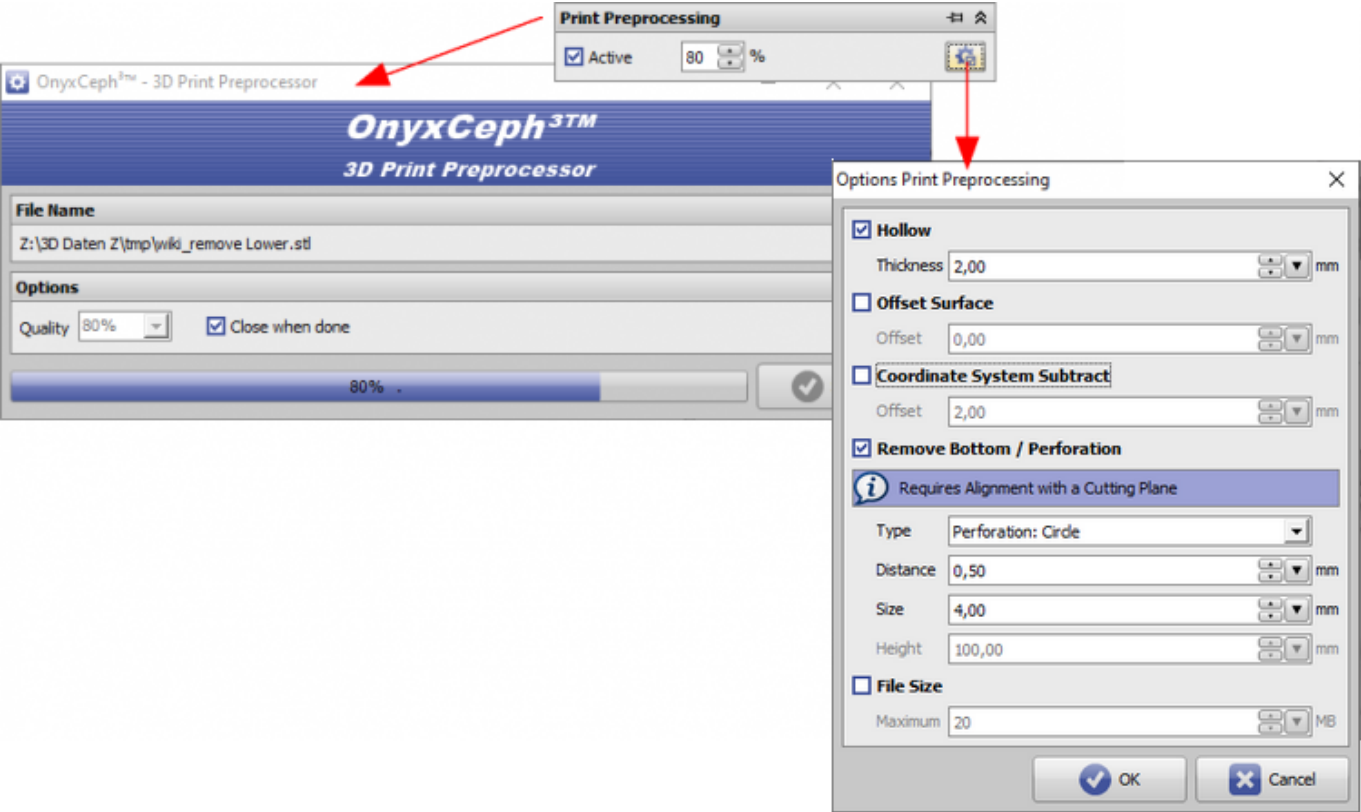 Print Preprocessing
Active 80 %
OnyxCeph³™ - 3D Print Preprocessor
OnyxCeph³TM
3D Print Preprocessor
File Name
Z:\3D Daten Z\tmp\wiki_remove Lower.stl
Options
Quality 80% Close when done
80% .
Options Print Preprocessing
Hollow
Thickness 2,00 mm
Offset Surface
Offset 0,00 mm
Coordinate System Subtract
Offset 2,00 mm
Remove Bottom / Perforation
i Requires Alignment with a Cutting Plane
Type Perforation: Circle
Distance 0,50 mm
Size 4,00 mm
Height 100,00 mm
File Size
Maximum 20 MB
OK Cancel